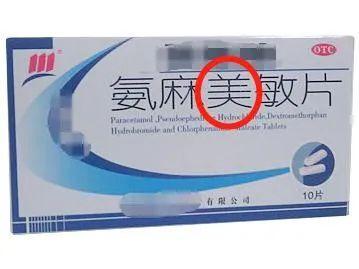 OTC
氨麻美敏片
Paracetamol ,Pseudoephedrine Hydrochloride,Dextromethorphan
Hydrobromide and Chlorphenamine Maleate Tablets
有限公司
10片